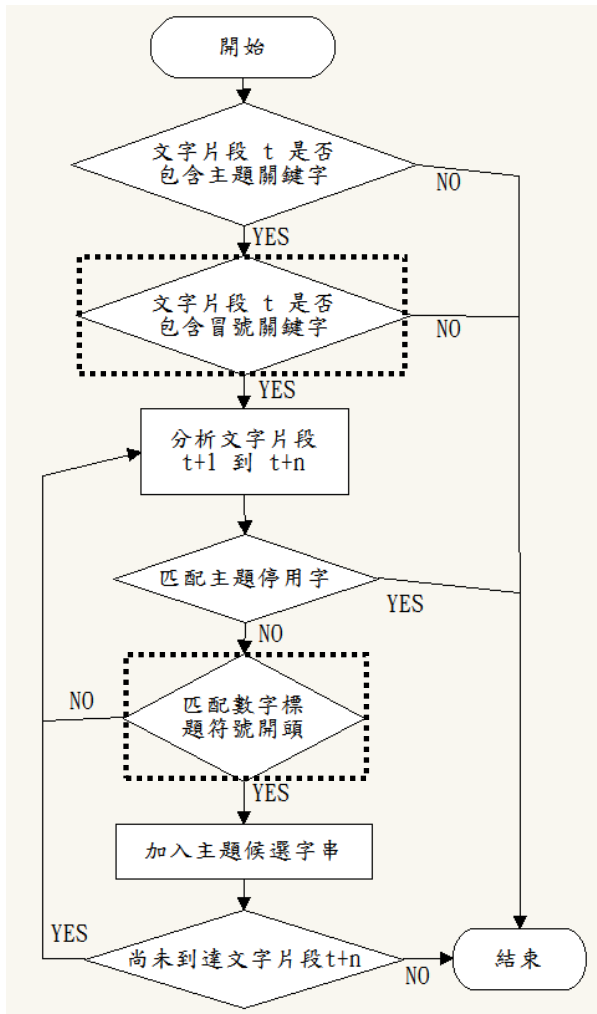 開始
文字片段 t 是否
包含主題關鍵字
NO
YES
文字片段 t 是否
包含冒號關鍵字
NO
YES
分析文字片段
t+1 到 t+n
匹配主題停用字
YES
NO
匹配數字標
題符號開頭
NO
YES
加入主題候選字串
尚未到達文字片段t+n
YES
NO
結束